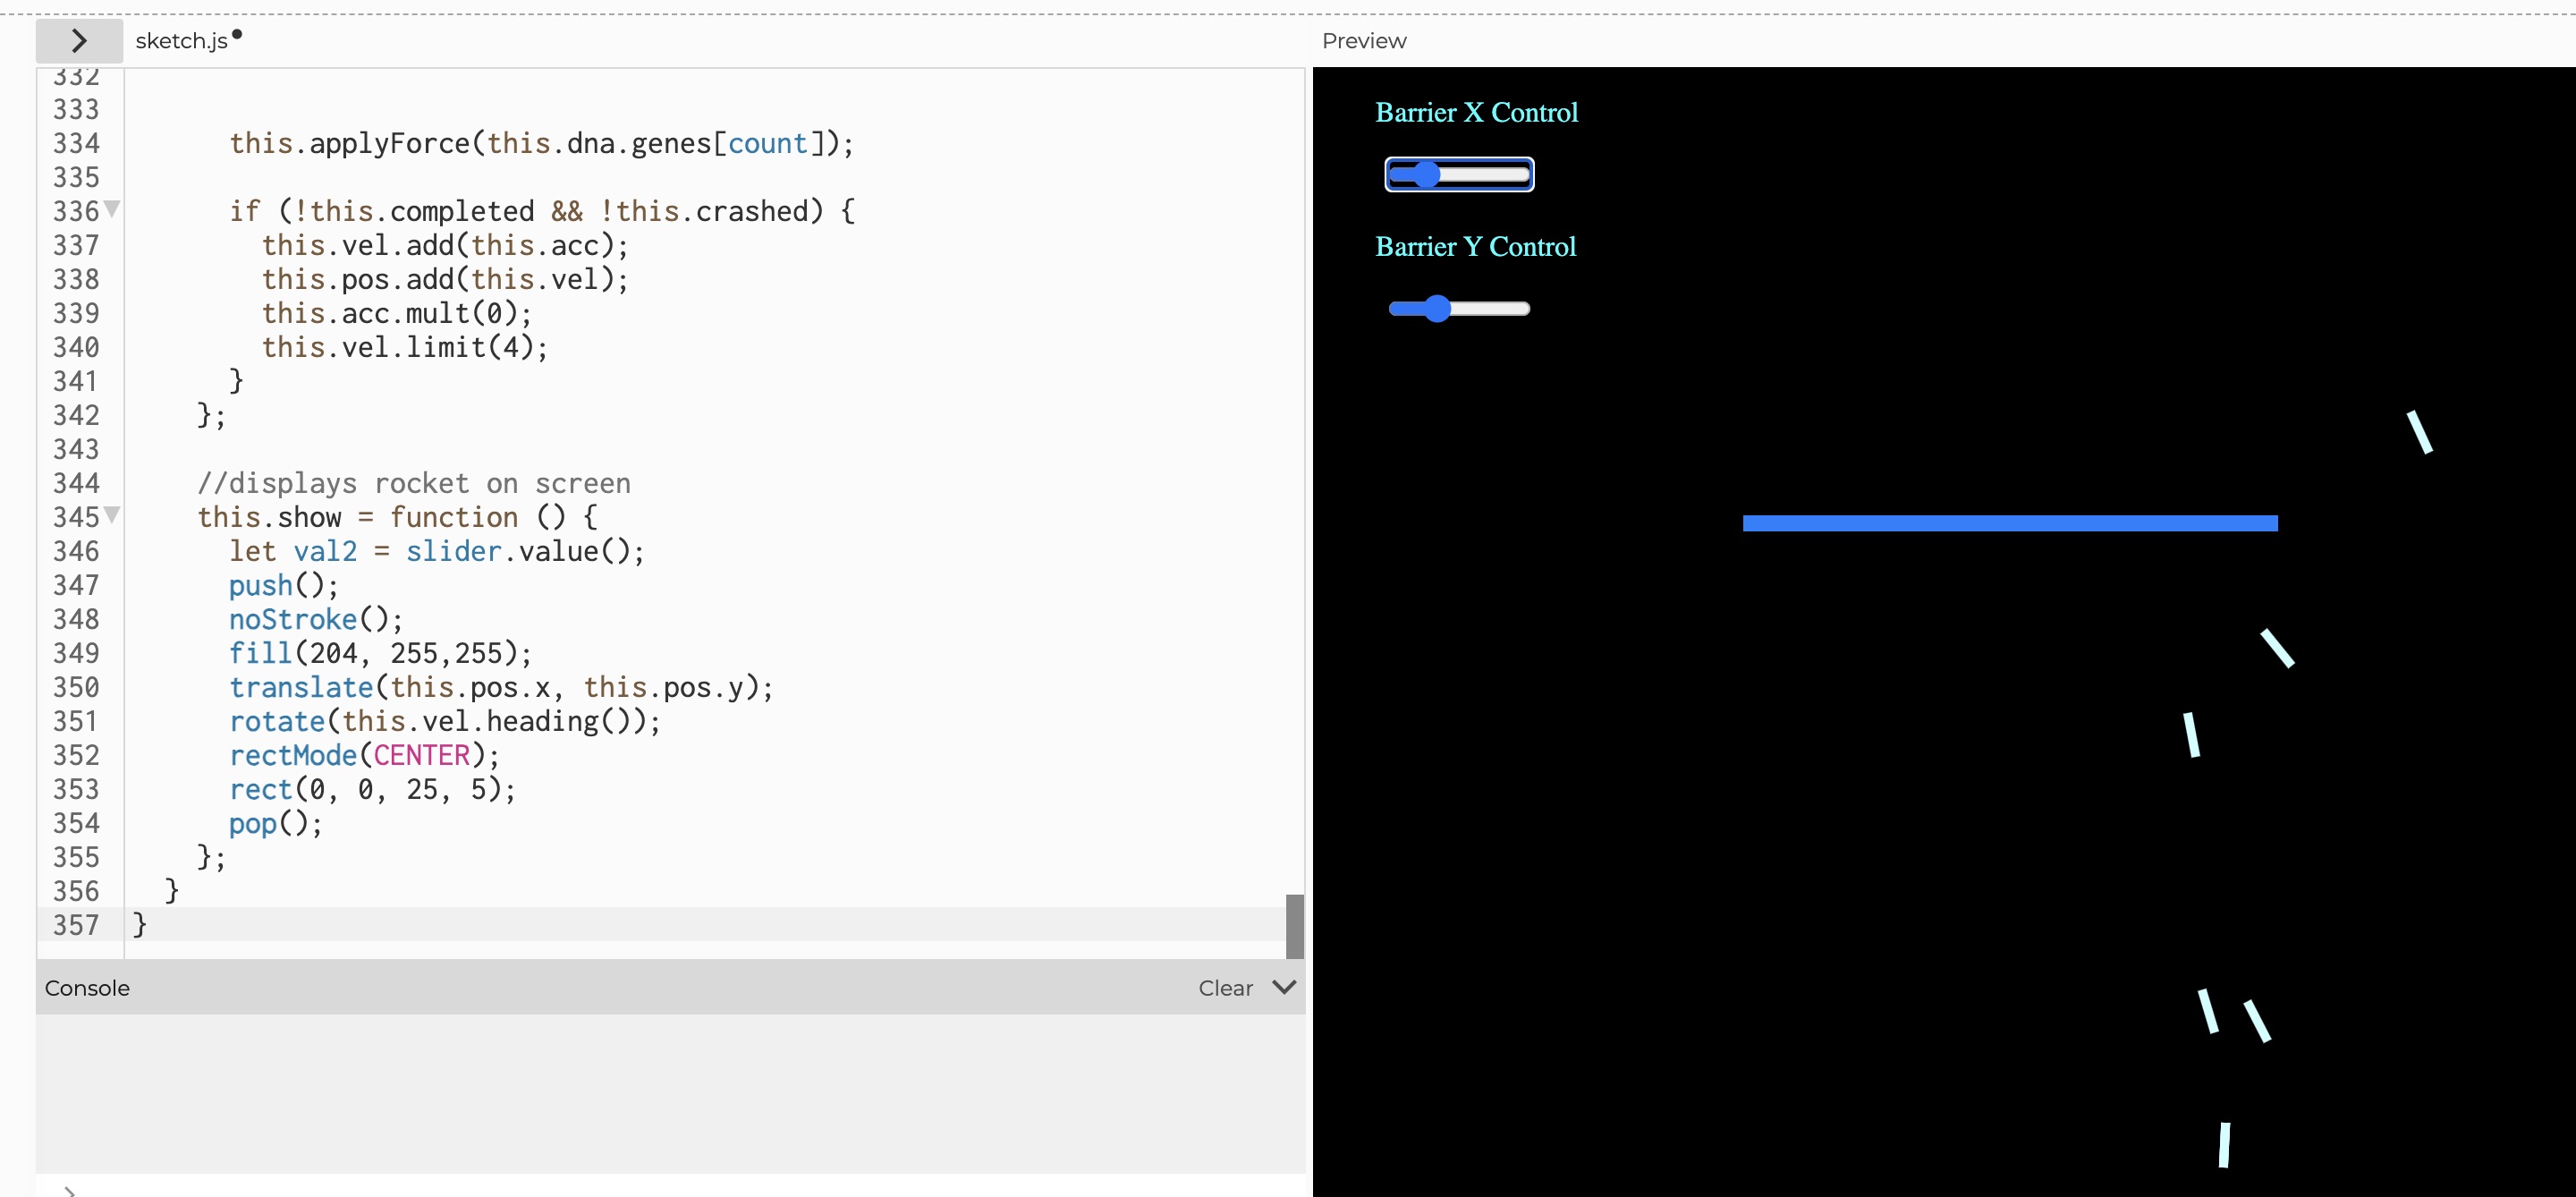 sketch.js
Preview
332
333
334 this.applyForce(this.dna.genes[count]);
335
336 if (!this.completed && !this.crashed) {
337 this.vel.add(this.acc);
338 this.pos.add(this.vel);
339 this.acc.mult(0);
340 this.vel.limit(4);
341 }
342 };
343
344 //displays rocket on screen
345 this.show = function () {
346 let val2 = slider.value();
347 push();
348 noStroke();
349 fill(204, 255,255);
350 translate(this.pos.x, this.pos.y);
351 rotate(this.vel.heading());
352 rectMode(CENTER);
353 rect(0, 0, 25, 5);
354 pop();
355 };
356 }
357 }
Console
Clear
Barrier X Control
Barrier Y Control